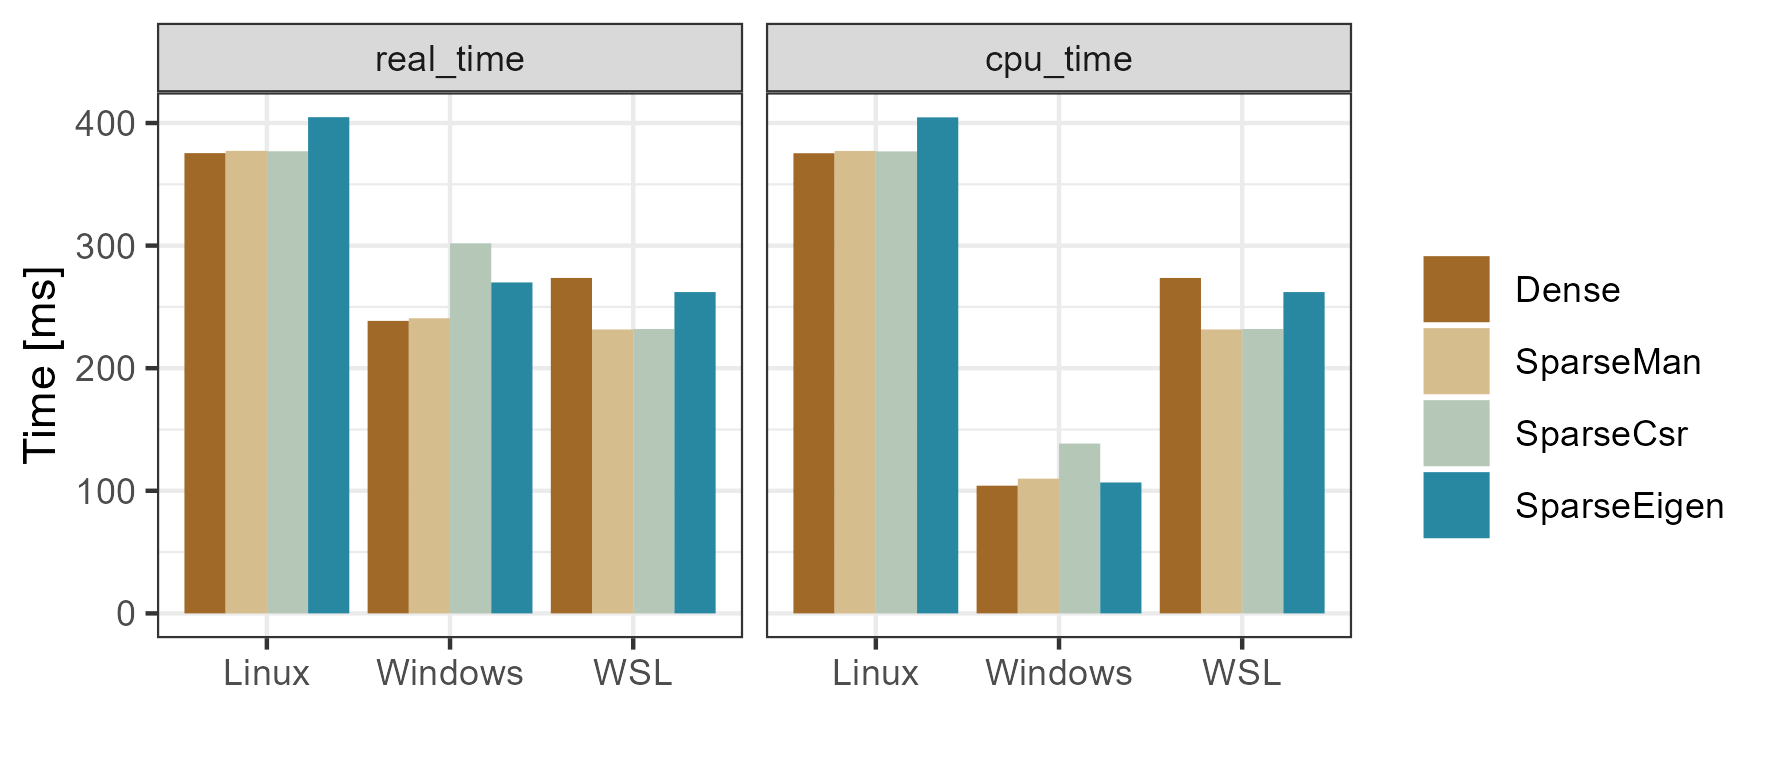 real_time
cpu_time
Time [ms]
400
300
200
100
0
Linux
Windows
WSL
Linux
Windows
WSL
Dense
SparseMan
SparseCsr
SparseEigen